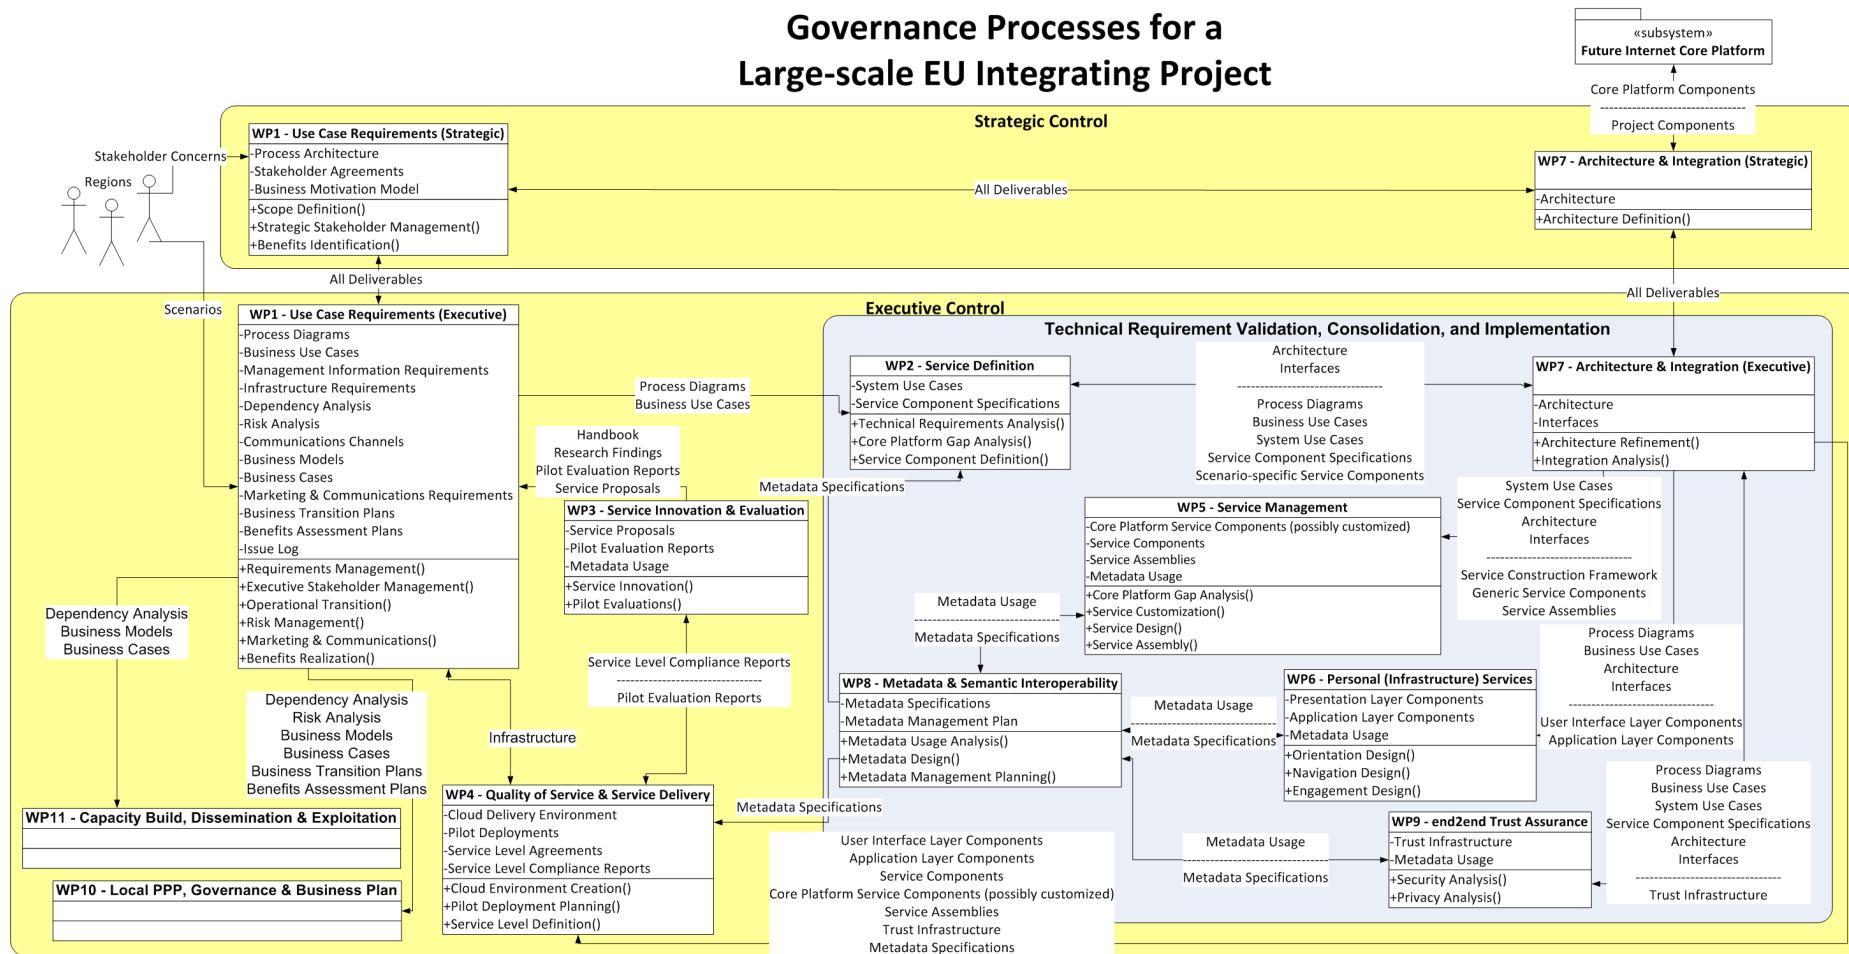 Governance Processes for a
Large-scale EU Integrating Project
«subsystem»
Future Internet Core Platform
Core Platform Components
--------------------------------
Project Components
Strategic Control
WP1 - Use Case Requirements (Strategic)
-Process Architecture
-Stakeholder Agreements
-Business Motivation Model
+Scope Definition()
+Strategic Stakeholder Management()
+Benefits Identification()
Stakeholder Concerns
Regions
All Deliverables
WP7 - Architecture & Integration (Strategic)
-Architecture
+Architecture Definition()
All Deliverables
All Deliverables
Scenarios
Executive Control
WP1 - Use Case Requirements (Executive)
-Process Diagrams
-Business Use Cases
-Management Information Requirements
-Infrastructure Requirements
-Dependency Analysis
-Risk Analysis
-Communications Channels
-Business Models
-Business Cases
-Marketing & Communications Requirements
-Business Transition Plans
-Benefits Assessment Plans
-Issue Log
+Requirements Management()
+Executive Stakeholder Management()
+Operational Transition()
+Risk Management()
+Marketing & Communications()
+Benefits Realization()
Process Diagrams
Business Use Cases
Handbook
Research Findings
Pilot Evaluation Reports
Service Proposals
WP3 - Service Innovation & Evaluation
-Service Proposals
-Pilot Evaluation Reports
-Metadata Usage
+Service Innovation()
+Pilot Evaluations()
Service Level Compliance Reports
--------------------------------
Pilot Evaluation Reports
Infrastructure
Dependency Analysis
Business Models
Business Cases
Dependency Analysis
Risk Analysis
Business Models
Business Cases
Business Transition Plans
Benefits Assessment Plans
WP11 - Capacity Build, Dissemination & Exploitation
WP10 - Local PPP, Governance & Business Plan
WP4 - Quality of Service & Service Delivery
-Cloud Delivery Environment
-Pilot Deployments
-Service Level Agreements
-Service Level Compliance Reports
+Cloud Environment Creation()
+Pilot Deployment Planning()
+Service Level Definition()
Technical Requirement Validation, Consolidation, and Implementation
WP2 - Service Definition
-System Use Cases
-Service Component Specifications
+Technical Requirements Analysis()
+Core Platform Gap Analysis()
+Service Component Definition()
Metadata Specifications
Architecture
Interfaces
--------------------------------
Process Diagrams
Business Use Cases
System Use Cases
Service Component Specifications
Scenario-specific Service Components
WP7 - Architecture & Integration (Executive)
-Architecture
-Interfaces
+Architecture Refinement()
+Integration Analysis()
WP5 - Service Management
-Core Platform Service Components (possibly customized)
-Service Components
-Service Assemblies
-Metadata Usage
+Core Platform Gap Analysis()
+Service Customization()
+Service Design()
+Service Assembly()
System Use Cases
Service Component Specifications
Architecture
Interfaces
--------------------------------
Service Construction Framework
Generic Service Components
Service Assemblies
Metadata Usage
--------------------------------
Metadata Specifications
WP8 - Metadata & Semantic Interoperability
-Metadata Specifications
-Metadata Management Plan
+Metadata Usage Analysis()
+Metadata Design()
+Metadata Management Planning()
Metadata Usage
--------------------------------
Metadata Specifications
WP6 - Personal (Infrastructure) Services
-Presentation Layer Components
-Application Layer Components
-Metadata Usage
+Orientation Design()
+Navigation Design()
+Engagement Design()
Process Diagrams
Business Use Cases
Architecture
Interfaces
--------------------------------
User Interface Layer Components
Application Layer Components
Metadata Specifications
Metadata Usage
--------------------------------
Metadata Specifications
WP9 - end2end Trust Assurance
-Trust Infrastructure
-Metadata Usage
+Security Analysis()
+Privacy Analysis()
Process Diagrams
Business Use Cases
System Use Cases
Service Component Specifications
Architecture
Interfaces
--------------------------------
Trust Infrastructure
User Interface Layer Components
Application Layer Components
Service Components
Core Platform Service Components (possibly customized)
Service Assemblies
Trust Infrastructure
Metadata Specifications